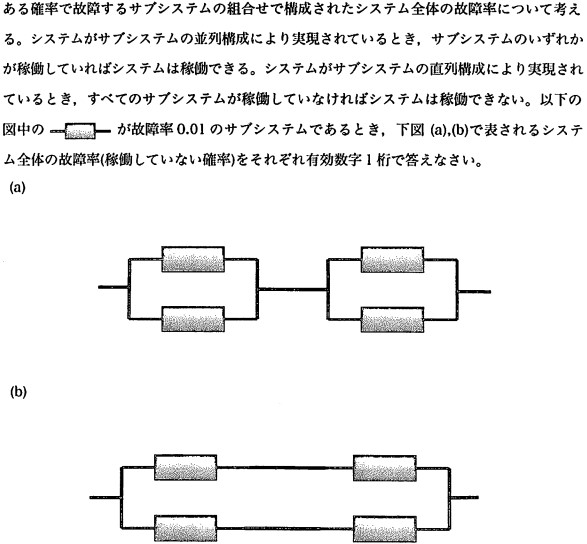 ある確率で故障するサブシステムの組合せで構成されたシステム全体の故障率について考え
る。システムがサブシステムの並列構成により実現されているとき，サブシステムのいずれか
が稼働していればシステムは稼働できる。システムがサブシステムの直列構成により実現され
ているとき，すべてのサブシステムが稼働していなければシステムは稼働できない。以下の
図中の が故障率 0.01 のサブシステムであるとき，下図 (a),(b)で表されるシステ
ム全体の故障率(稼働していない確率)をそれぞれ有効数字 1 桁で答えなさい。
(a)
(b)